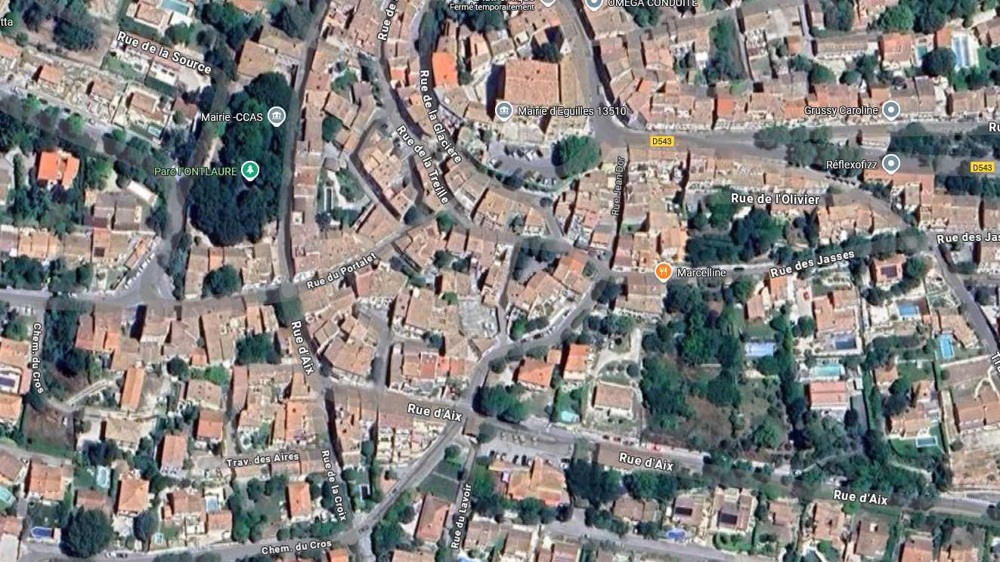 Fermé temporairement
OMEGA CONDUITE
tta
Rue de la Source
Rue de
Rue de la Glacière
Mairie -CCAS
Mairie d'Eguilles 13510
Grussy Caroline
D543
Rue de la Treille
Parc FONTLAURE
Rue Jean Dor
Réflexofizz
D543
Rue de l'Olivier
Rue des Jas
Rue du Portalet
Marcelline
Rue des Jasses
Chem. du Cros
Rue d'Aix
Rue d'Aix
Trav. des Aires
Rue de la Croix
Rue d'Aix
Rue du Lavoir
Rue d'Aix
Chem. du Cros